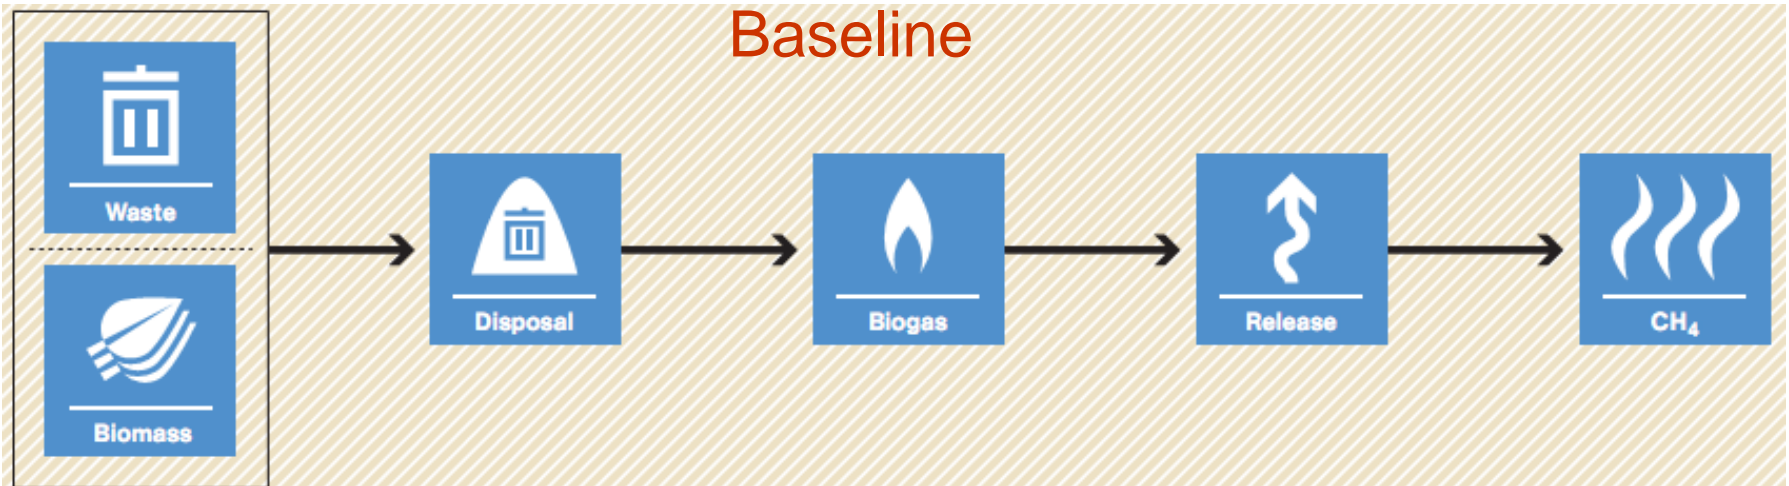 Baseline
Waste
Biomass
Disposal
Biogas
Release
CH₄